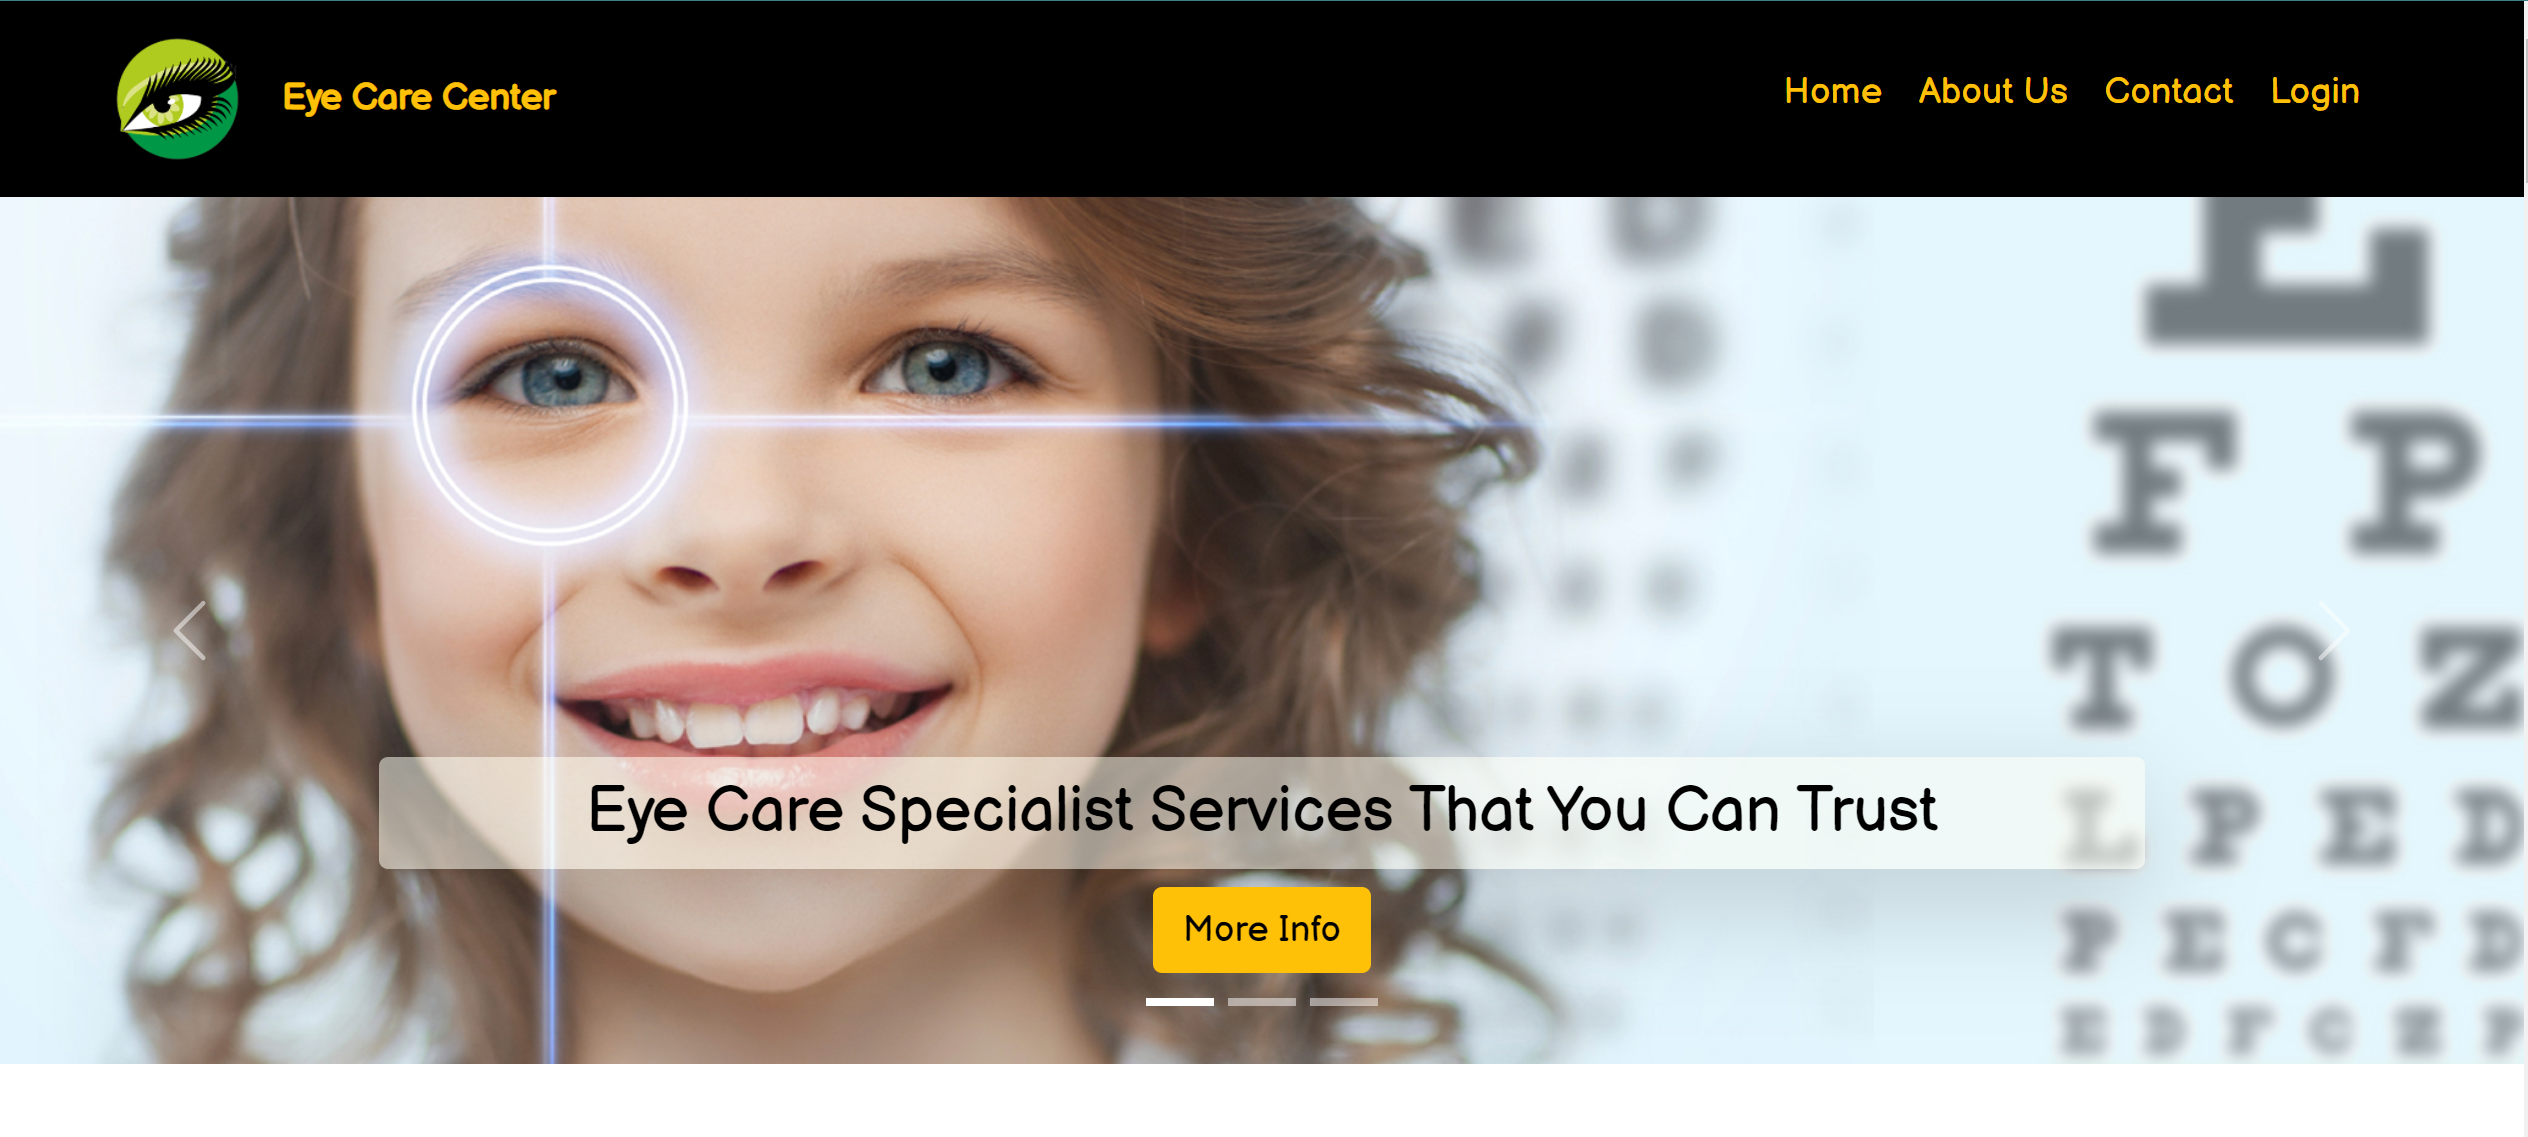 Eye Care Center
Home About Us Contact Login
E
F P
T O Z
L P E D
P E C F D
E D F C Z P
Eye Care Specialist Services That You Can Trust
More Info